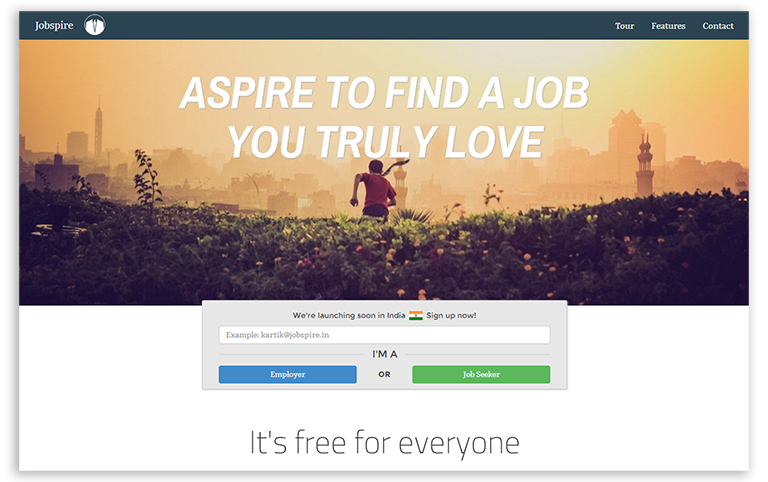 Jobspire
Tour Features Contact
ASPIRE TO FIND A JOB
YOU TRULY LOVE
We're launching soon in India Sign up now!
Example: kartik@jobspire.in
I'M A
Employer OR Job Seeker
It's free for everyone